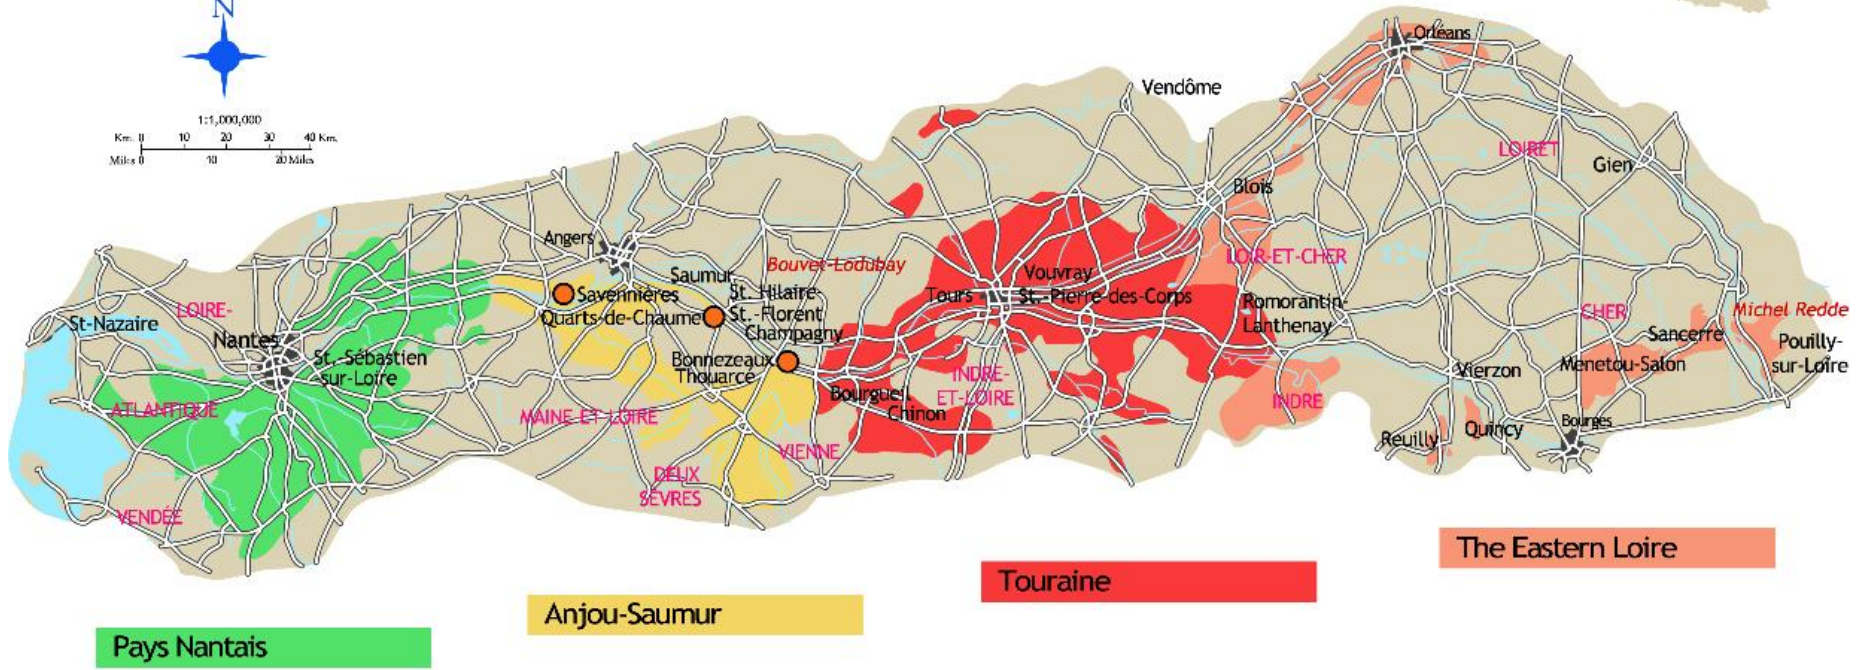 N
1:1,000,000
Km. 0 10 20 30 40 Km.
Miles 0 10 20 Miles
Orléans
Vendôme
LOIRET
Gien
Blois
Angers
Bouvet-Lodubay
LOIR-ET-CHER
Saumur
Vouvray
Savennières
St. Hilaire-
St.-Florent
Tours
St.-Pierre-des-Corps
Romorantin-
Lanthenay
LOIRE-
ATLANTIQUE
St-Nazaire
Quarts-de-Chaume
Champagny
CHER
Michel Redde
Sancerre
Nantes
St.-Sébastien
-sur-Loire
Bonnezeaux
Thouarcé
Pouilly-
sur-Loire
Menetou-Salon
Vierzon
INDRE-
ET-LOIRE
Bourgueil
Chinon
INDRE
MAINE-ET-LOIRE
Reuilly
Quincy
Bourges
VIENNE
DEUX
SÈVRES
VENDÉE
The Eastern Loire
Touraine
Anjou-Saumur
Pays Nantais